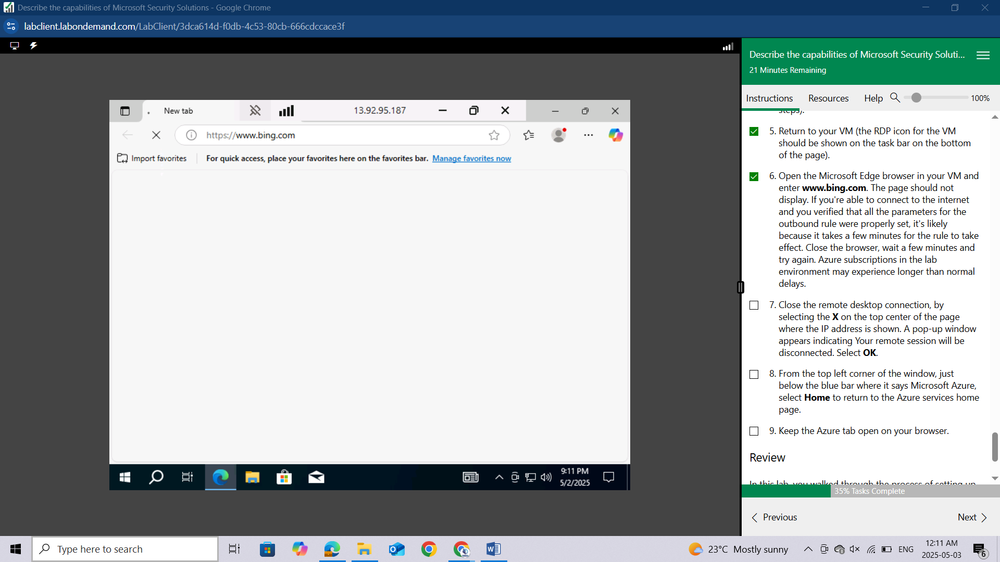 Describe the capabilities of Microsoft Security Solutions - Google Chrome
labclient.labondemand.com/LabClient/3dca614d-f0db-4c53-80cb-666cdccace3f
New tab
13.92.95.187
https://www.bing.com
Import favorites
For quick access, place your favorites here on the favorites bar. Manage favorites now
9:11 PM
5/2/2025
Describe the capabilities of Microsoft Security Soluti...
21 Minutes Remaining
Instructions
Resources
Help
100%
steps).
5. Return to your VM (the RDP icon for the VM
should be shown on the task bar on the bottom
of the page).
6. Open the Microsoft Edge browser in your VM and
enter www.bing.com. The page should not
display. If you're able to connect to the internet
and you verified that all the parameters for the
outbound rule were properly set, it's likely
because it takes a few minutes for the rule to take
effect. Close the browser, wait a few minutes and
try again. Azure subscriptions in the lab
environment may experience longer than normal
delays.
7. Close the remote desktop connection, by
selecting the X on the top center of the page
where the IP address is shown. A pop-up window
appears indicating Your remote session will be
disconnected. Select OK.
8. From the top left corner of the window, just
below the blue bar where it says Microsoft Azure,
select Home to return to the Azure services home
page.
9. Keep the Azure tab open on your browser.
Review
In this lab, you walked through the process of setting up
35% Tasks Complete
Previous
Next
Type here to search
23°C Mostly sunny
ENG
12:11 AM
2025-05-03
6